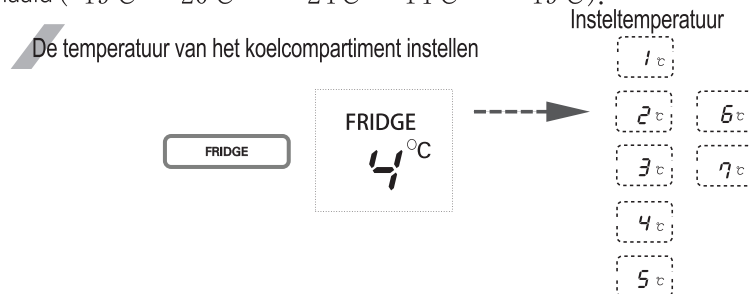 Insteltemperatuur
De temperatuur van het koelcompartiment instellen
FRIDGE
FRIDGE
4°C
1 ℃
2 ℃ 6 ℃
3 ℃ 7 ℃
4 ℃
5 ℃